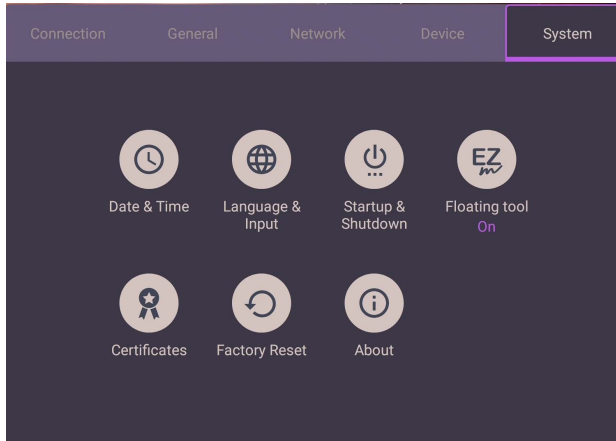 Connection General Network Device System
EZ
m
Date & Time Language & Startup & Floating tool
Input Shutdown On
Certificates Factory Reset About